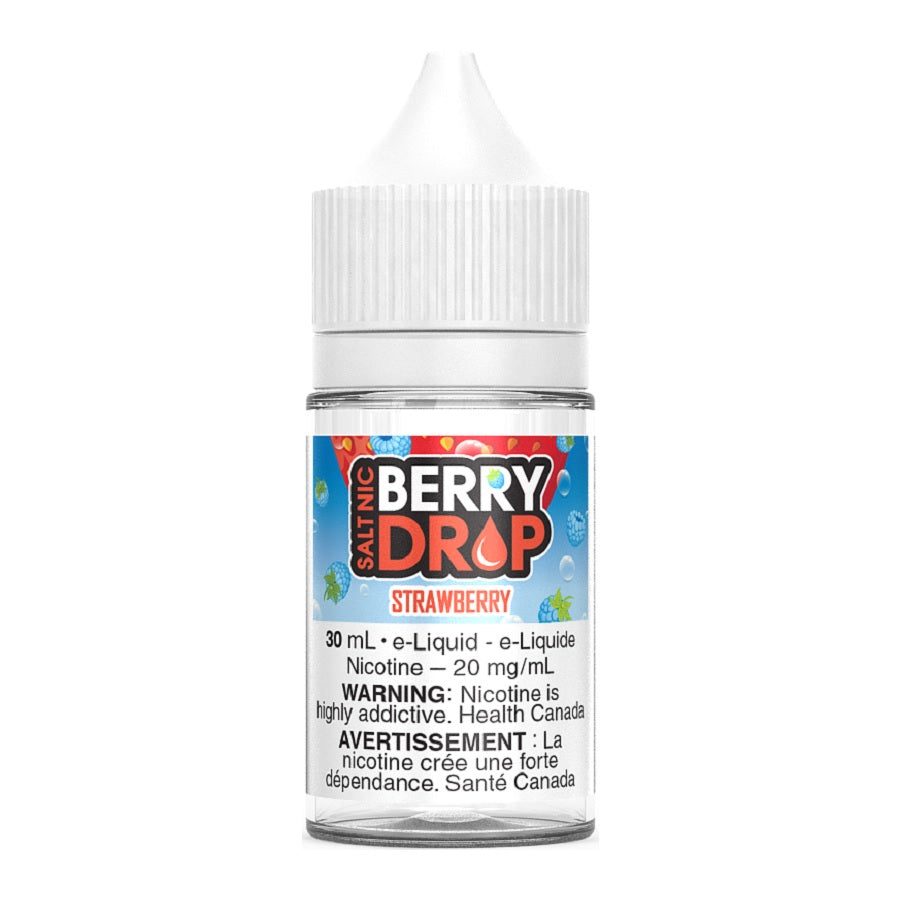 SALT NIC
BERRY
DROP
STRAWBERRY
30 mL • e-Liquid - e-Liquide
Nicotine – 20 mg/mL
WARNING: Nicotine is
highly addictive. Health Canada
AVERTISSEMENT : La
nicotine crée une forte
dépendance. Santé Canada